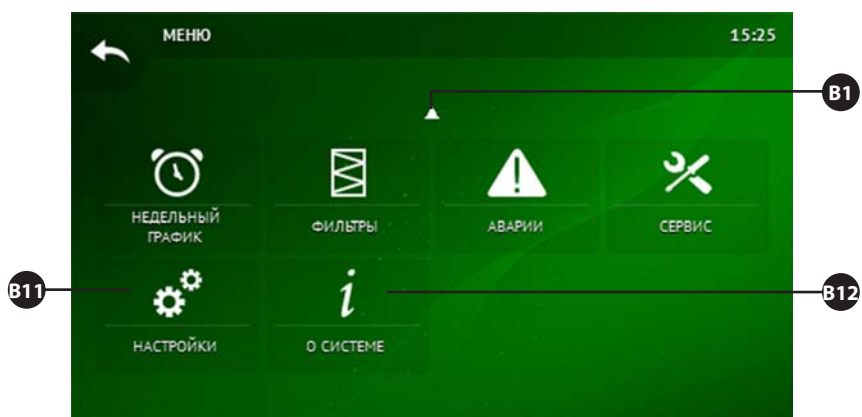 МЕНЮ 15:25
B1
НЕДЕЛЬНЫЙ
ГРАФИК
ФИЛЬТРЫ
АВАРИИ
СЕРВИС
B11
B12
НАСТРОЙКИ
О СИСТЕМЕ